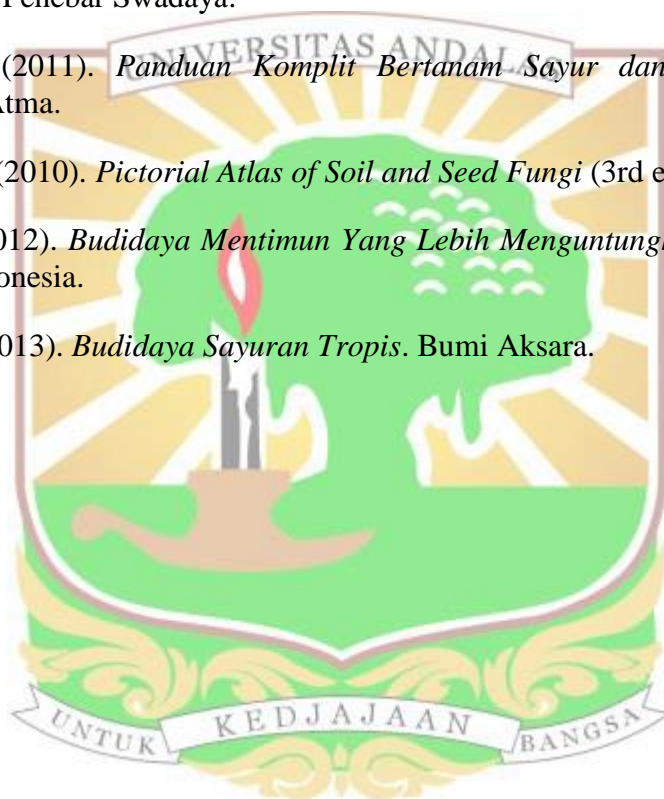 Penebar Swadaya.
UNIVERSITAS ANDALAS
(2011). Panduan Komplit Bertanam Sayur dan
Atma.
(2010). Pictorial Atlas of Soil and Seed Fungi (3rd e
012). Budidaya Mentimun Yang Lebih Menguntungk
onesia.
013). Budidaya Sayuran Tropis. Bumi Aksara.
UNTUK KEDJAJAAN BANGSA